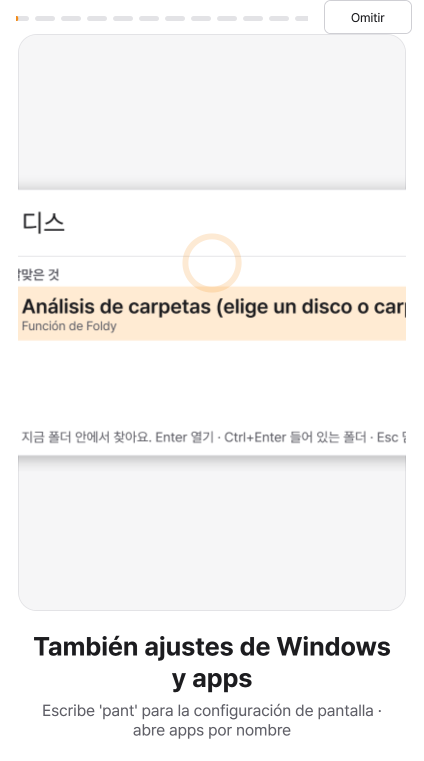 Omitir
디스
맞은 것
Análisis de carpetas (elige un disco o
Función de Foldy
지금 폴더 안에서 찾아요. Enter 열기 · Ctrl+Enter 들어 있는 폴더 · Esc
También ajustes de Windows
y apps
Escribe 'pant' para la configuración de pantalla ·
abre apps por nombre